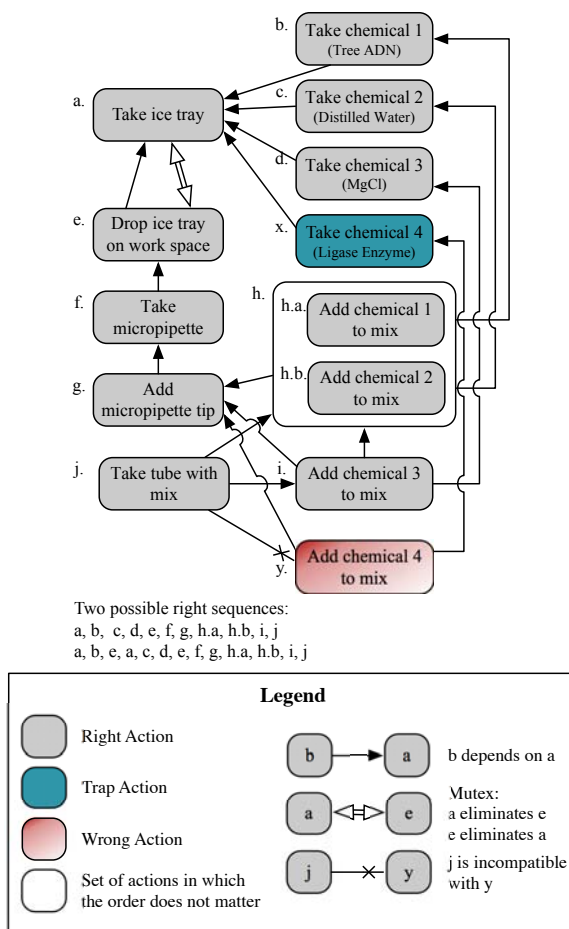 b.
Take chemical 1
(Tree ADN)
a.
Take ice tray
c.
Take chemical 2
(Distilled Water)
d.
Take chemical 3
(MgCl)
e.
Drop ice tray
on work space
x.
Take chemical 4
(Ligase Enzyme)
f.
Take
micropipette
h.
h.a.
Add chemical 1
to mix
g.
Add
micropipette tip
h.b.
Add chemical 2
to mix
j.
Take tube with
mix
i.
Add chemical 3
to mix
y.
Add chemical 4
to mix
Two possible right sequences:
a, b, c, d, e, f, g, h.a, h.b, i, j
a, b, e, a, c, d, e, f, g, h.a, h.b, i, j
Legend
Right Action
Trap Action
Wrong Action
Set of actions in which
the order does not matter
b
a
b depends on a
a
e
Mutex:
a eliminates e
e eliminates a
j
y
j is incompatible
with y